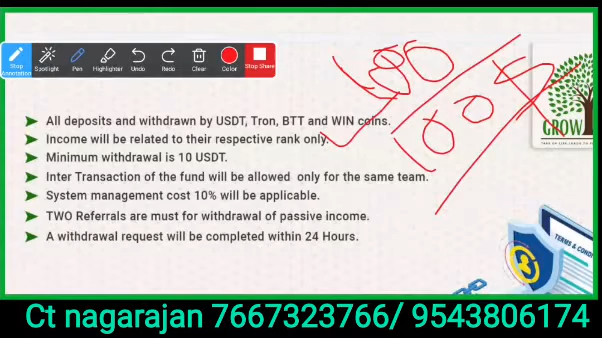 Stop Annotation Spotlight Pen Highlighter Undo Redo Clear Color Stop Share
All deposits and withdrawn by USDT, Tron, BTT and WIN coins.
Income will be related to their respective rank only.
Minimum withdrawal is 10 USDT.
Inter Transaction of the fund will be allowed only for the same team.
System management cost 10% will be applicable.
TWO Referrals are must for withdrawal of passive income.
A withdrawal request will be completed within 24 Hours.
GROW
Ct nagarajan 7667323766/ 9543806174